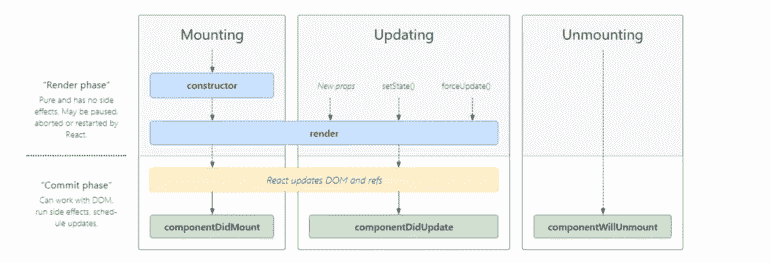 Mounting
Updating
Unmounting
"Render phase"
Pure and has no side
effects. May be paused,
aborted or restarted by
React.
constructor
New props
setState()
forceUpdate()
render
"Commit phase"
Can work with DOM,
run side effects, sched-
ule updates.
React updates DOM and refs
componentDidMount
componentDidUpdate
componentWillUnmount